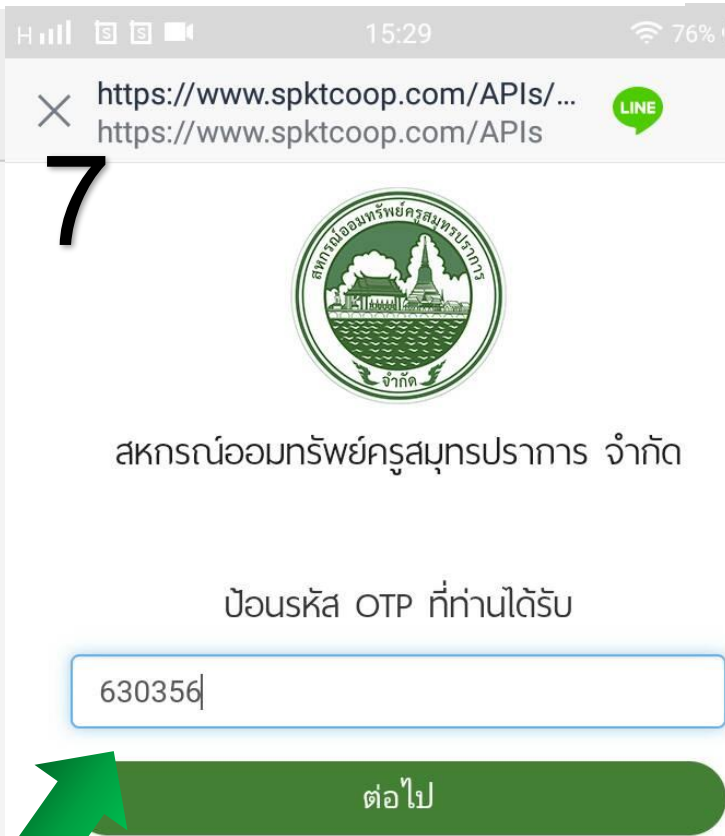 H
15:29
76%
https://www.spktcoop.com/APIs/...
https://www.spktcoop.com/APIs
LINE
7
สหกรณ์ออมทรัพย์ครูสมุทรปราการ
จำกัด
สหกรณ์ออมทรัพย์ครูสมุทรปราการ จำกัด
ป้อนรหัส OTP ที่ท่านได้รับ
630356
ต่อไป